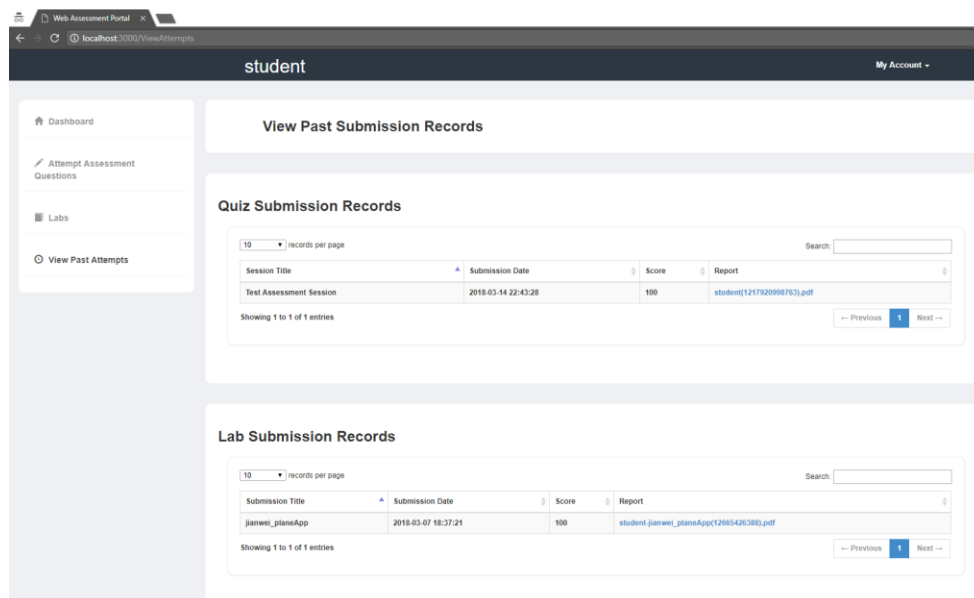 Web Assessment Portal
localhost:3000/ViewAttempts
student
My Account
Dashboard
Attempt Assessment
Questions
Labs
View Past Attempts
View Past Submission Records
Quiz Submission Records
10 records per page Search:
Session Title Submission Date Score Report
Test Assessment Session 2018-03-14 22:43:28 100 student(1217920998763).pdf
Showing 1 to 1 of 1 entries ← Previous 1 Next →
Lab Submission Records
10 records per page Search:
Submission Title Submission Date Score Report
jianwei_planeApp 2018-03-07 18:37:21 100 student-jianwei_planeApp(12665426388).pdf
Showing 1 to 1 of 1 entries ← Previous 1 Next →